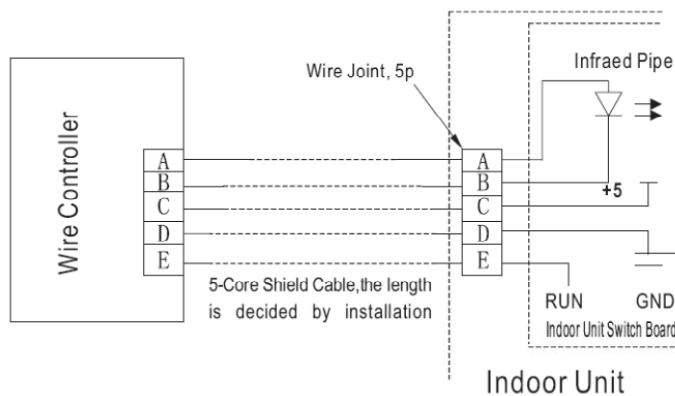 Wire Joint, 5p
Infraed Pipe
Wire Controller
A
B
C
D
E
A
B
C
D
E
+5
5-Core Shield Cable,the length
is decided by installation
RUN
GND
Indoor Unit Switch Board
Indoor Unit